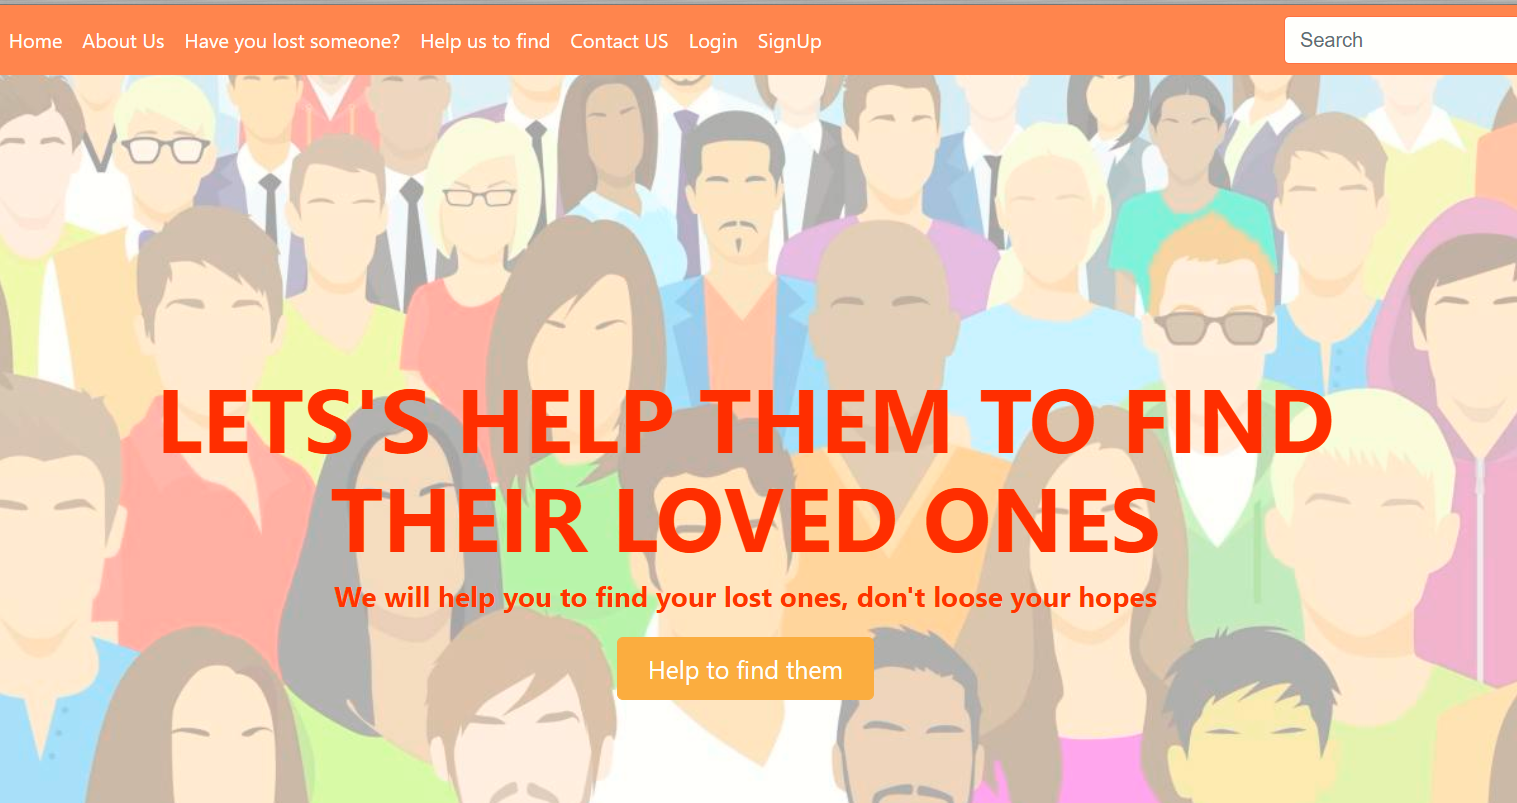 Home About Us Have you lost someone? Help us to find Contact US Login SignUp Search
LETS'S HELP THEM TO FIND
THEIR LOVED ONES
We will help you to find your lost ones, don't loose your hopes
Help to find them